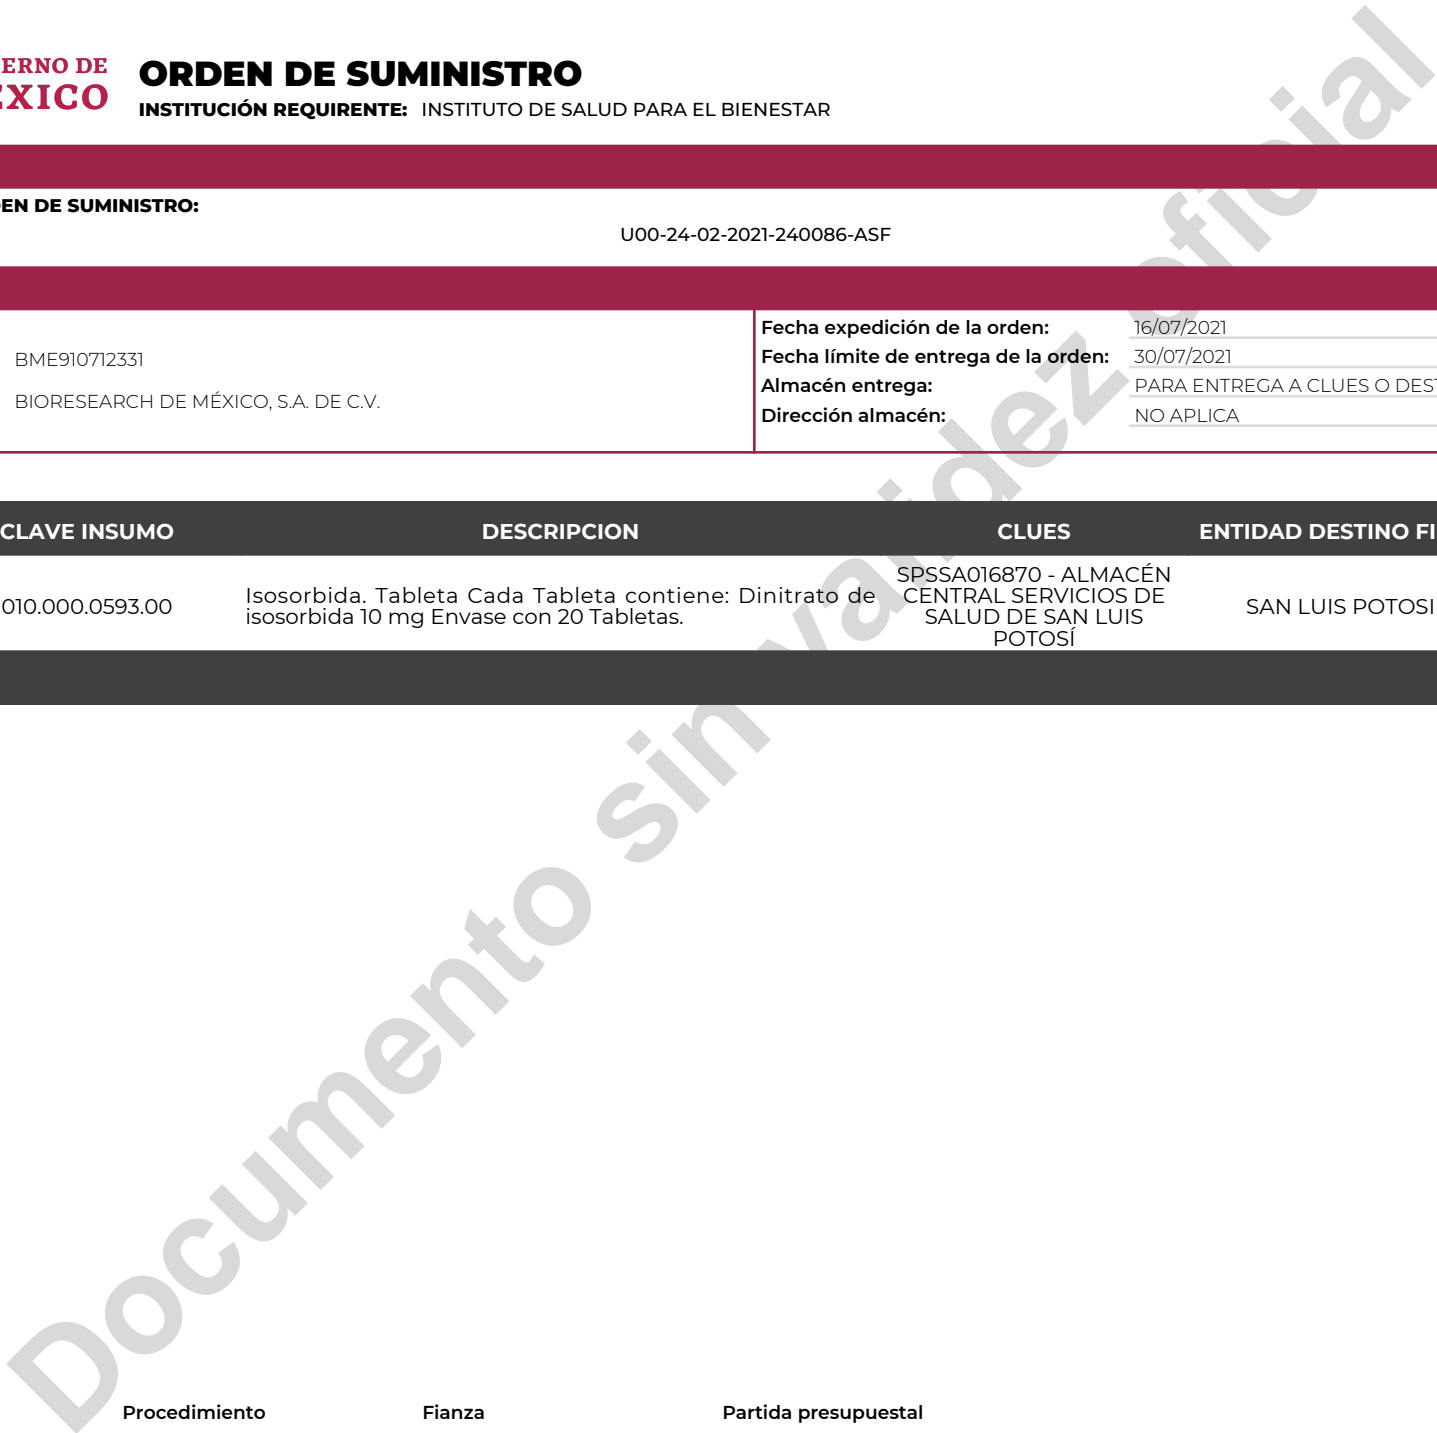 ERNO DE
ÉXICO
ORDEN DE SUMINISTRO
INSTITUCIÓN REQUIRENTE: INSTITUTO DE SALUD PARA EL BIENESTAR
EN DE SUMINISTRO:
U00-24-02-2021-240086-ASF
BME910712331
BIORESEARCH DE MÉXICO, S.A. DE C.V.
Fecha expedición de la orden: 16/07/2021
Fecha límite de entrega de la orden: 30/07/2021
Almacén entrega: PARA ENTREGA A CLUES O DEST
Dirección almacén: NO APLICA
CLAVE INSUMO DESCRIPCION CLUES ENTIDAD DESTINO FI
010.000.0593.00
Isosorbida. Tableta Cada Tableta contiene: Dinitrato de
isosorbida 10 mg Envase con 20 Tabletas.
SPSSA016870 - ALMACÉN
CENTRAL SERVICIOS DE
SALUD DE SAN LUIS
POTOSÍ
SAN LUIS POTOSI
Documento sin validez oficial
Procedimiento Fianza Partida presupuestal